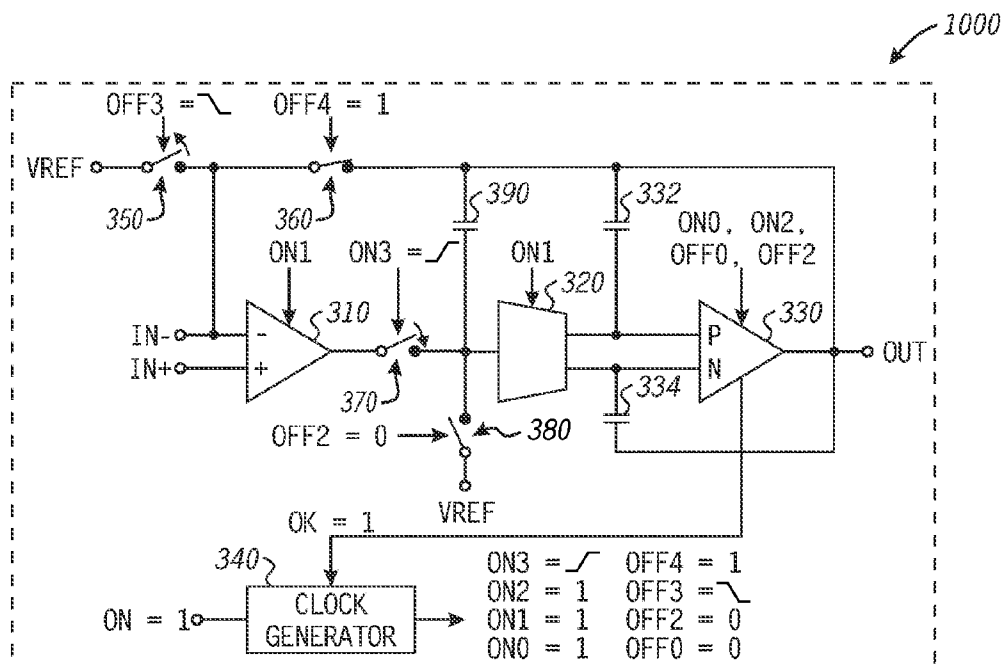 1000
OFF3 =
OFF4 = 1
VREF
350
360
390
332
ON0, ON2,
OFF0, OFF2
ON1
ON3 =
ON1
320
310
330
IN-
-
P
OUT
IN+
+
N
370
334
OFF2 = 0
380
VREF
OK = 1
340
ON3 = OFF4 = 1
ON2 = 1 OFF3 =
ON = 1
CLOCK
GENERATOR
ON1 = 1 OFF2 = 0
ON0 = 1 OFF0 = 0